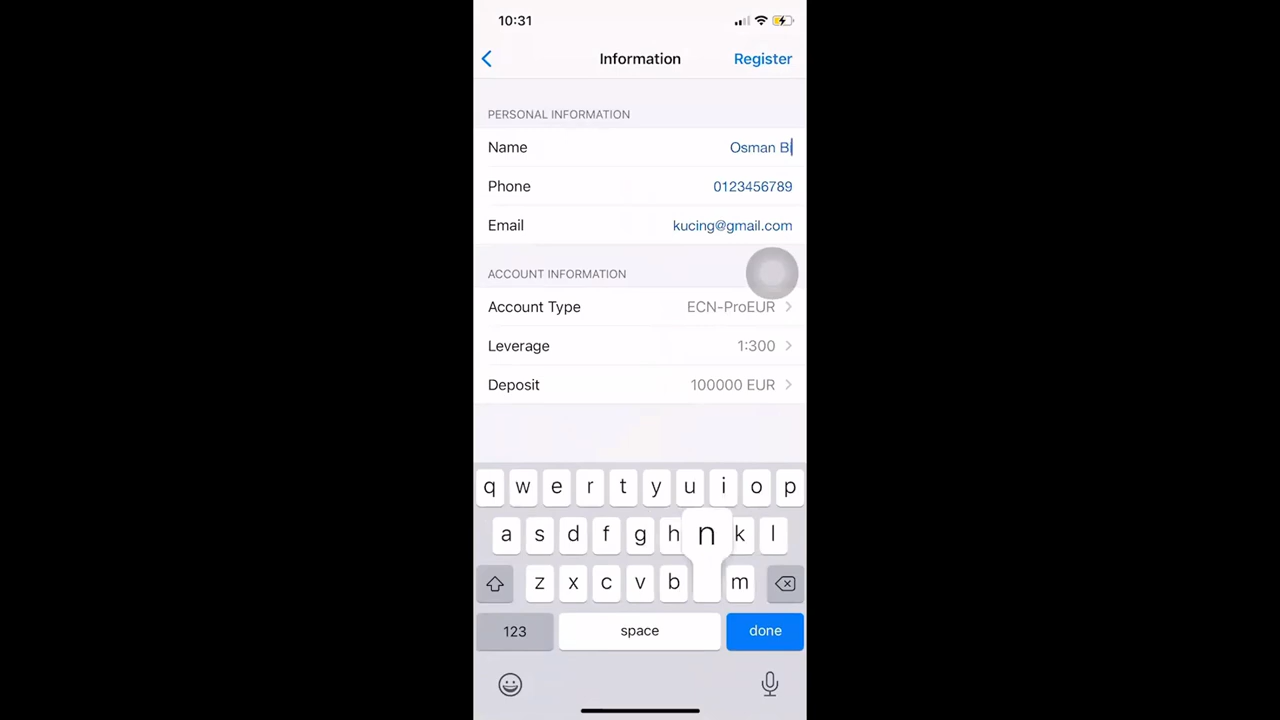 10:31
Information
Register
PERSONAL INFORMATION
Name
Osman Bi
Phone
0123456789
Email
kucing@gmail.com
ACCOUNT INFORMATION
Account Type
ECN-ProEUR
Leverage
1:300
Deposit
100000 EUR
q w e r t y u i o p
a s d f g h n k l
z x c v b m
123
space
done